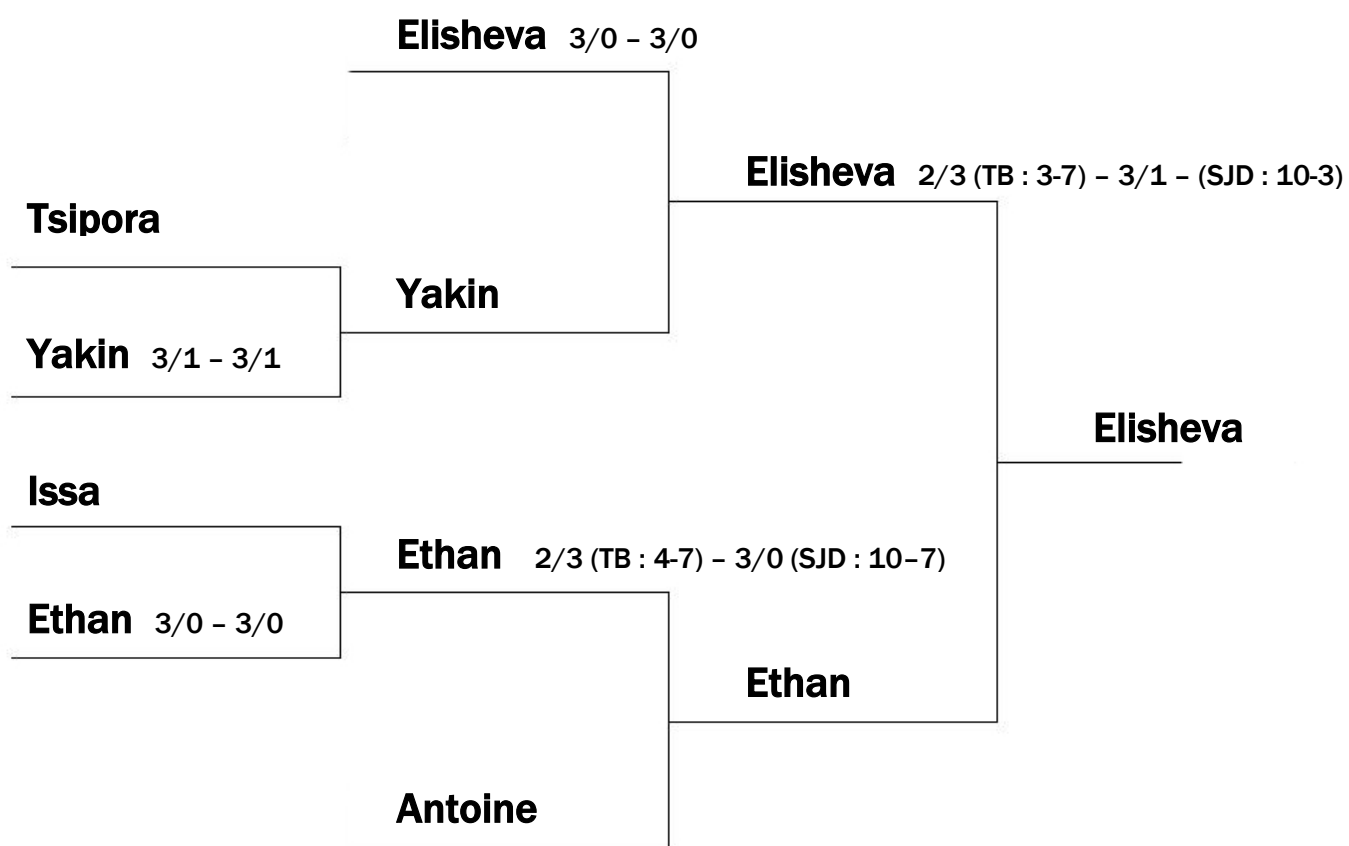 Elisheva 3/0 – 3/0
Elisheva 2/3 (TB : 3-7) – 3/1 – (SJD : 10-3)
Tsipora
Yakin
Yakin 3/1 – 3/1
Elisheva
Issa
Ethan 2/3 (TB : 4-7) – 3/0 (SJD : 10–7)
Ethan 3/0 – 3/0
Ethan
Antoine